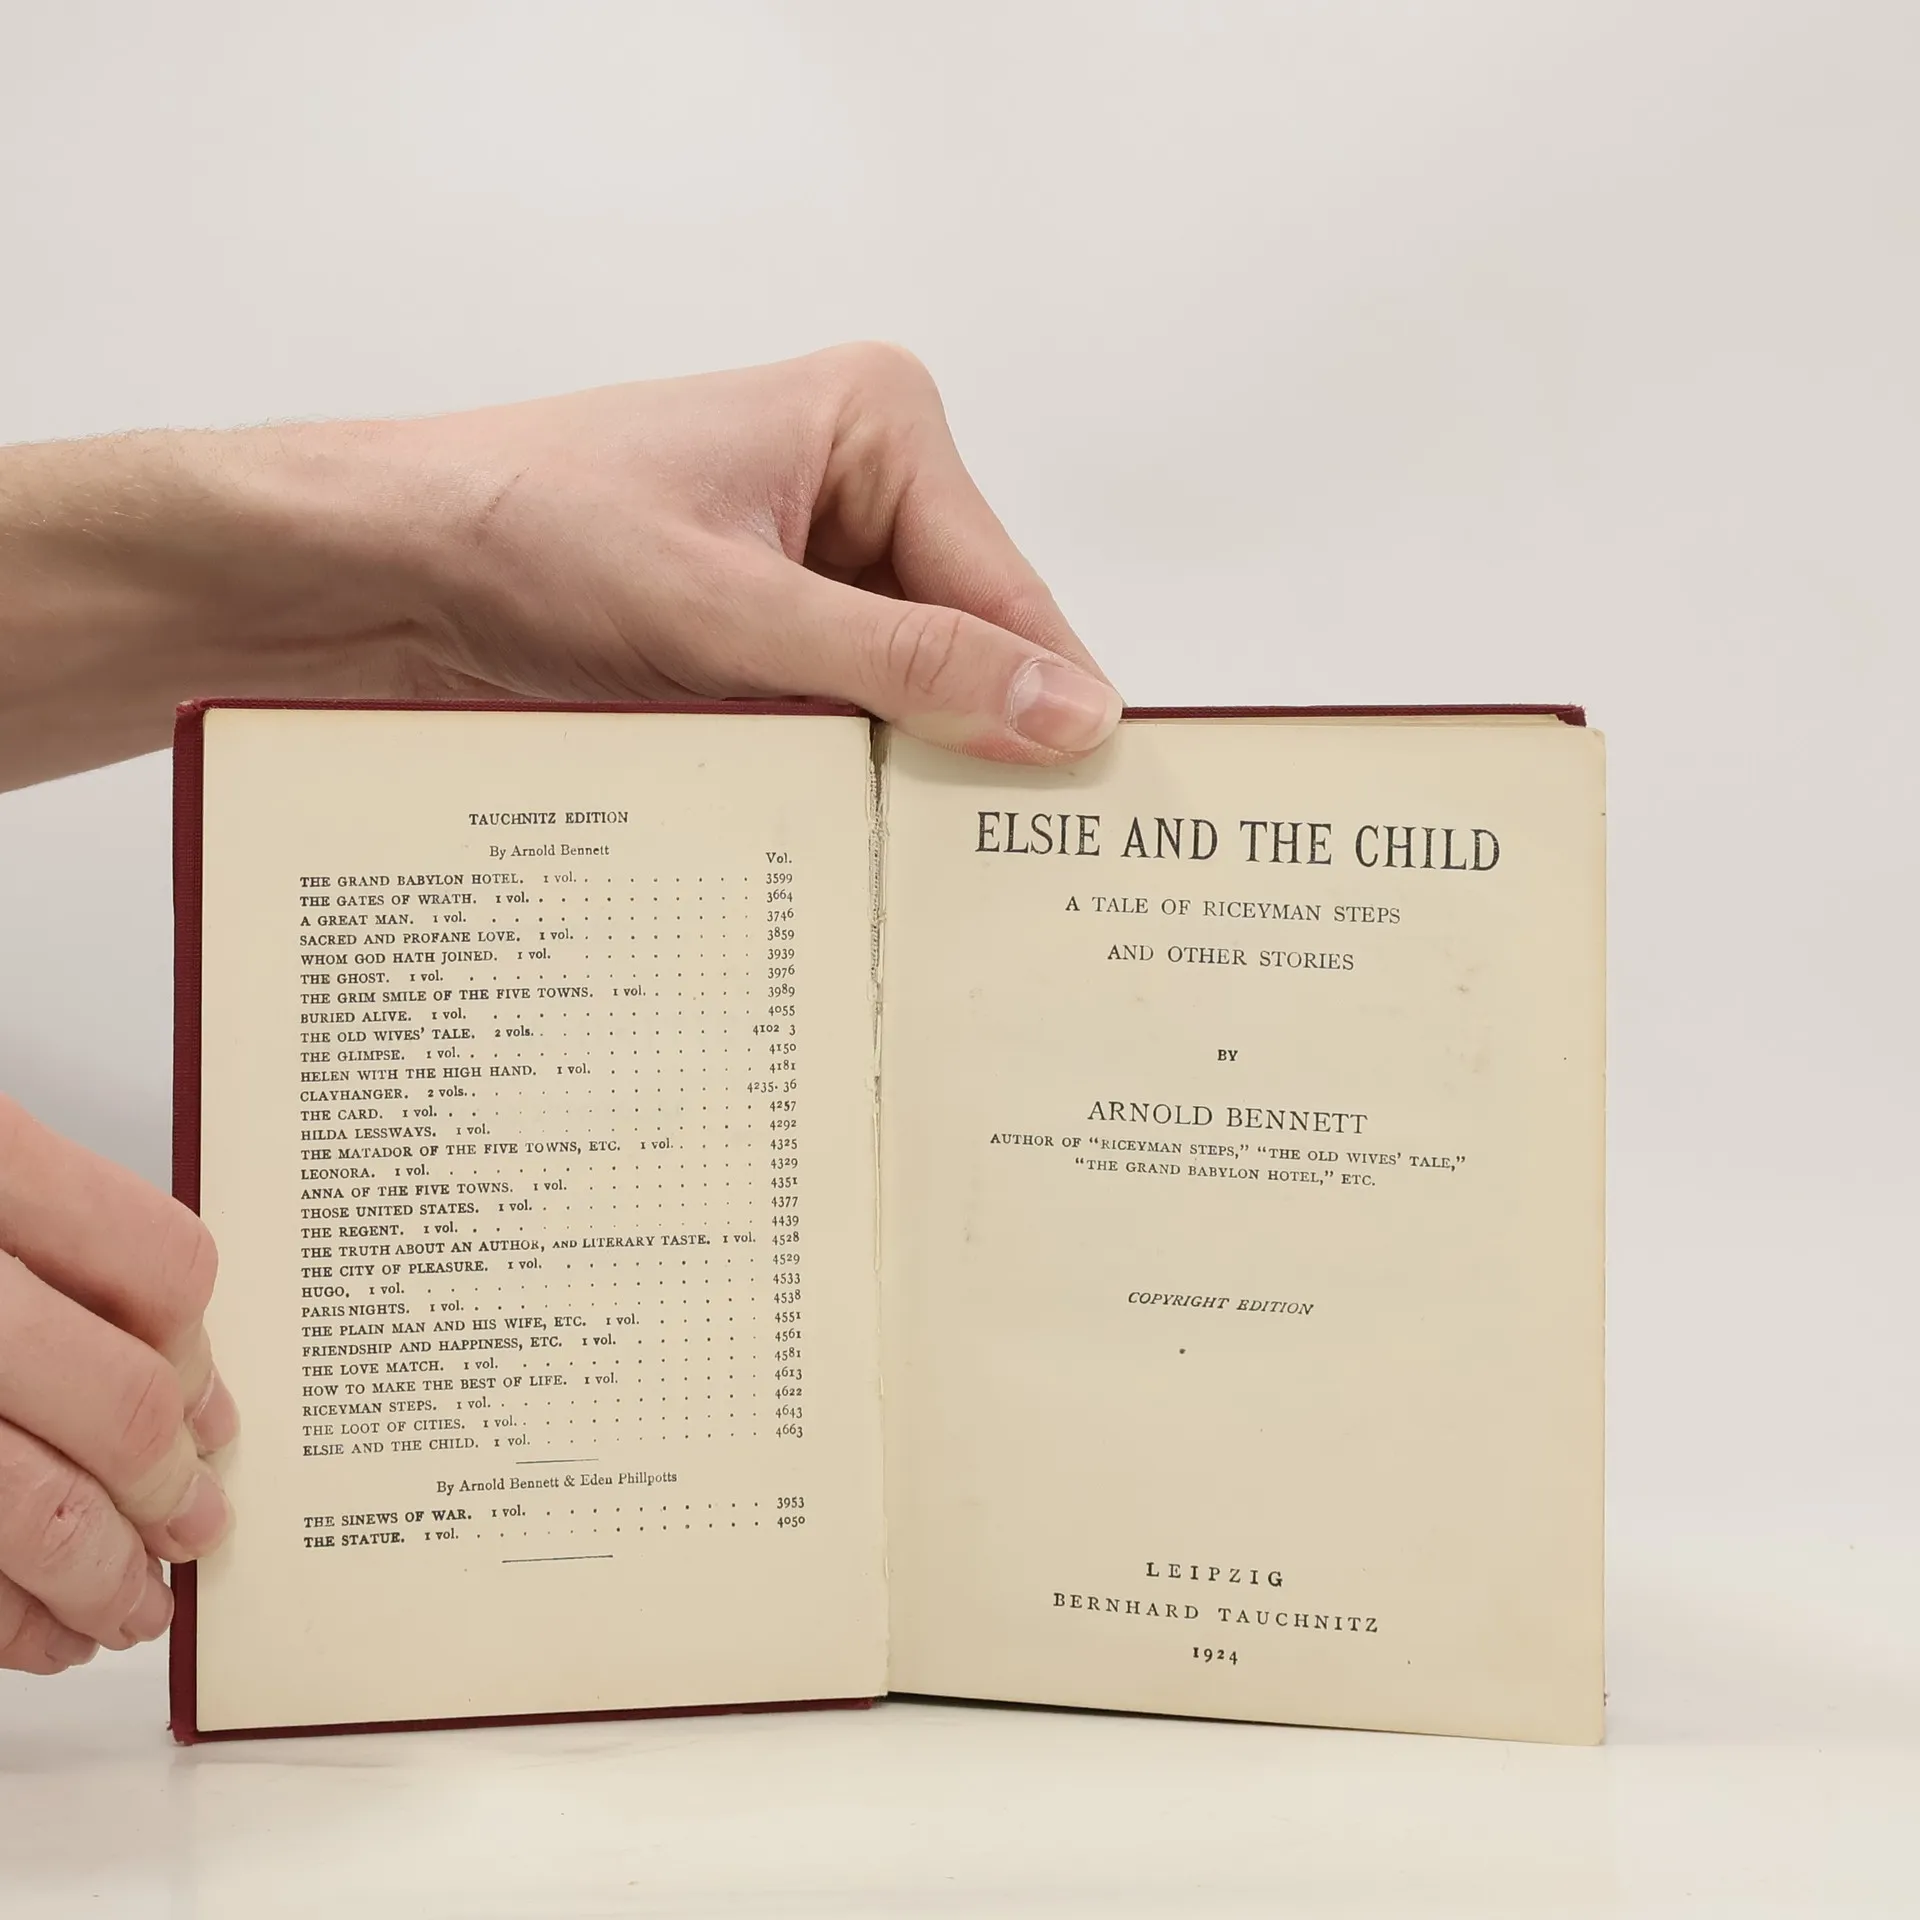 TAUCHNITZ EDITION
By Arnold Bennett
Vol.
THE GRAND BABYLON HOTEL. 1 vol. . . . . . . . . 3599
THE GATES OF WRATH. 1 vol. . . . . . . . . . . 3664
A GREAT MAN. 1 vol. . . . . . . . . . . . . 3746
SACRED AND PROFANE LOVE. 1 vol. . . . . . . . . 3859
WHOM GOD HATH JOINED. 1 vol. . . . . . . . . 3939
THE GHOST. 1 vol. . . . . . . . . . . . . . 3976
THE GRIM SMILE OF THE FIVE TOWNS. 1 vol. . . . . . 3989
BURIED ALIVE. 1 vol. . . . . . . . . . . . . 4055
THE OLD WIVES' TALE. 2 vols. . . . . . . . . . 4102 3
THE GLIMPSE. 1 vol. . . . . . . . . . . . . . 4150
HELEN WITH THE HIGH HAND. 1 vol. . . . . . . . 4181
CLAYHANGER. 2 vols. . . . . . . . . . . . . 4235. 36
THE CARD. 1 vol. . . . . . . . . . . . . . . 4257
HILDA LESSWAYS. 1 vol. . . . . . . . . . . . 4292
THE MATADOR OF THE FIVE TOWNS, ETC. 1 vol. . . . . 4325
LEONORA. 1 vol. . . . . . . . . . . . . . . 4329
ANNA OF THE FIVE TOWNS. 1 vol. . . . . . . . . 4351
THOSE UNITED STATES. 1 vol. . . . . . . . . . . 4377
THE REGENT. 1 vol. . . . . . . . . . . . . . 4439
THE TRUTH ABOUT AN AUTHOR, AND LITERARY TASTE. 1 vol. 4528
THE CITY OF PLEASURE. 1 vol. . . . . . . . . . 4529
HUGO. 1 vol. . . . . . . . . . . . . . . . 4533
PARIS NIGHTS. 1 vol. . . . . . . . . . . . . . 4538
THE PLAIN MAN AND HIS WIFE, ETC. 1 vol. . . . . . 4551
FRIENDSHIP AND HAPPINESS, ETC. 1 vol. . . . . . . 4561
THE LOVE MATCH. 1 vol. . . . . . . . . . . . 4581
HOW TO MAKE THE BEST OF LIFE. 1 vol. . . . . . . 4613
RICEYMAN STEPS. 1 vol. . . . . . . . . . . . . 4622
THE LOOT OF CITIES. 1 vol. . . . . . . . . . . . 4643
ELSIE AND THE CHILD. 1 vol. . . . . . . . . . . 4663
By Arnold Bennett & Eden Phillpotts
THE SINEWS OF WAR. 1 vol. . . . . . . . . . . 3953
THE STATUE. 1 vol. . . . . . . . . . . . . . 4050
ELSIE AND THE CHILD
A TALE OF RICEYMAN STEPS
AND OTHER STORIES
BY
ARNOLD BENNETT
AUTHOR OF “RICEYMAN STEPS,” “THE OLD WIVES’ TALE,”
“THE GRAND BABYLON HOTEL,” ETC.
COPYRIGHT EDITION
LEIPZIG
BERNHARD TAUCHNITZ
1924